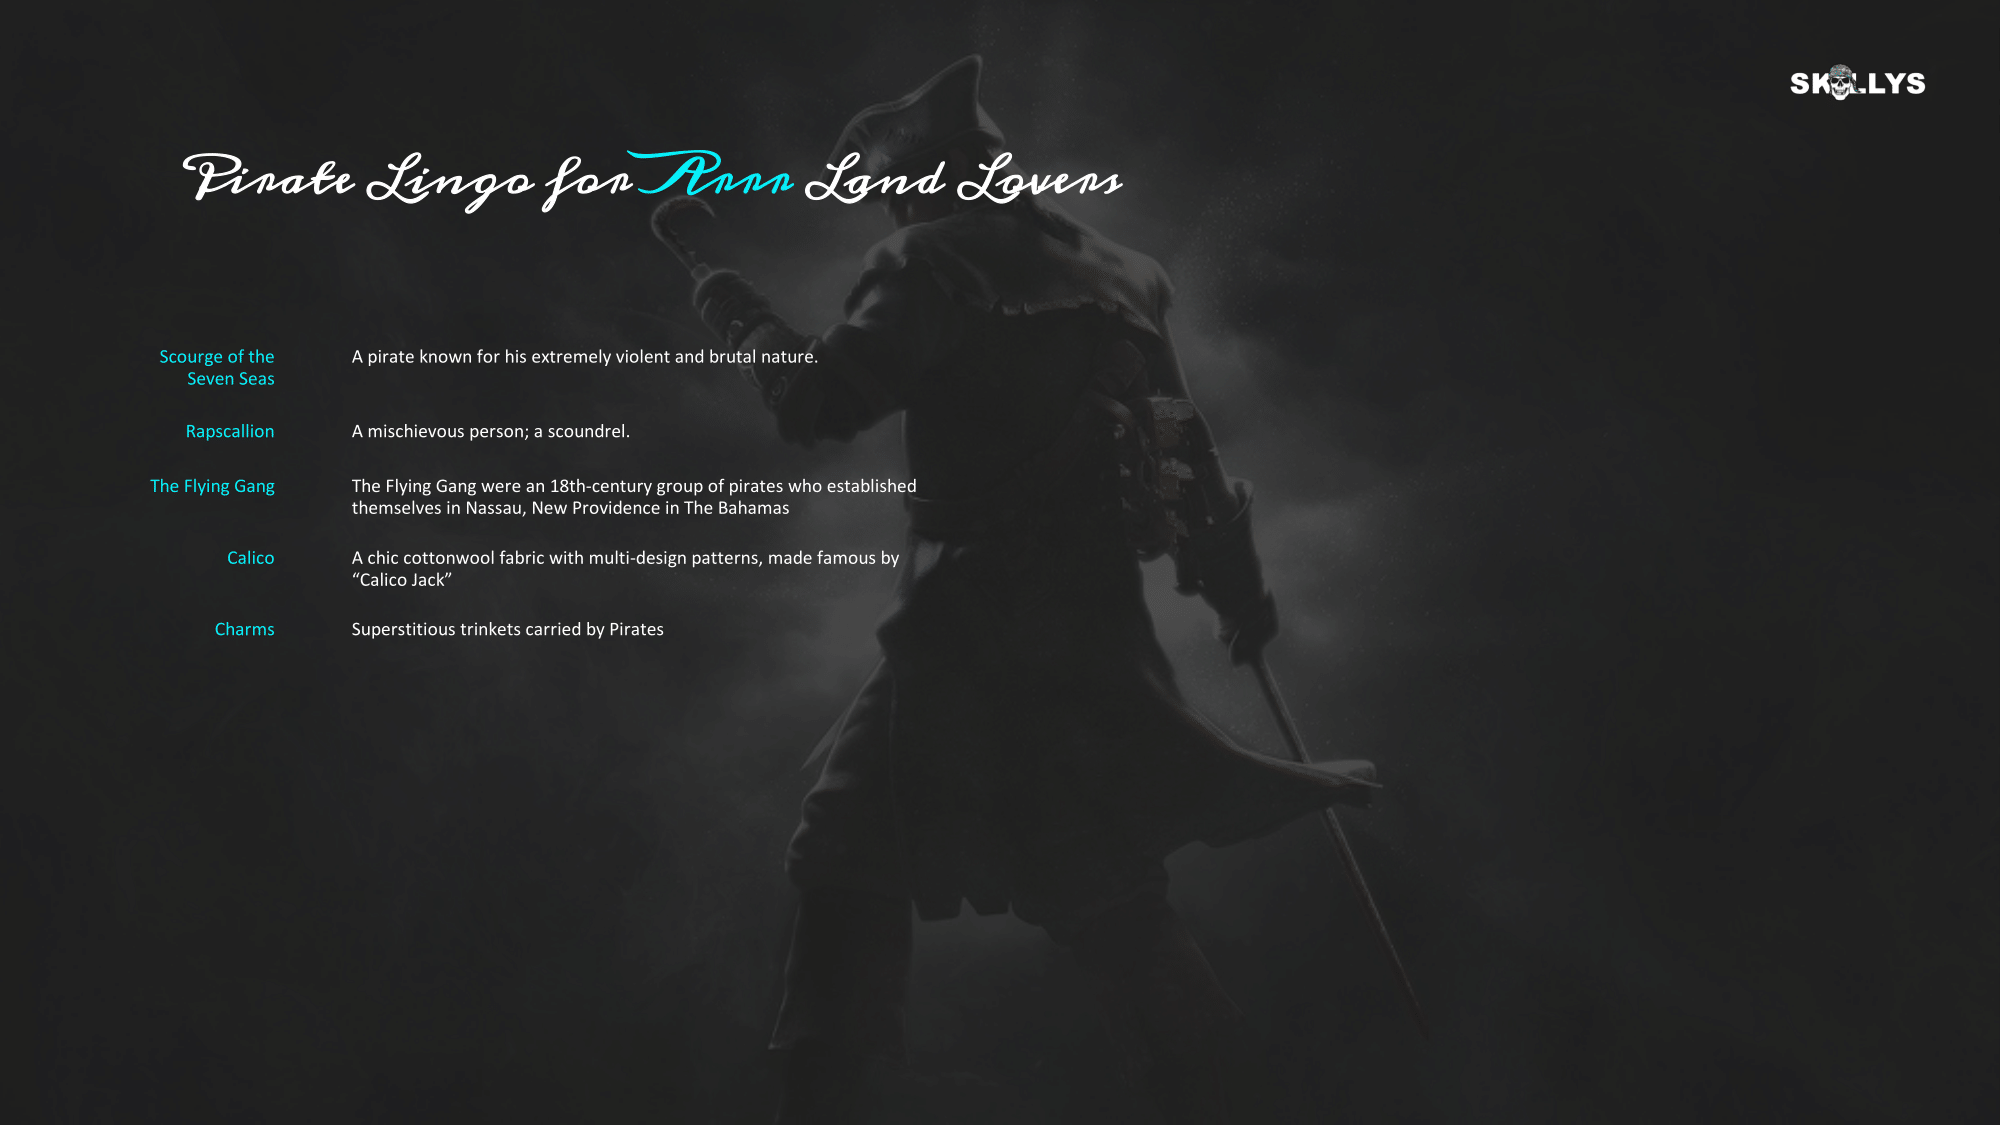 SKULLYS
Pirate Lingo for Arrr Land Lovers
Scourge of the
Seven Seas
A pirate known for his extremely violent and brutal nature.
Rapscallion
A mischievous person; a scoundrel.
The Flying Gang
The Flying Gang were an 18th-century group of pirates who established
themselves in Nassau, New Providence in The Bahamas
Calico
A chic cottonwool fabric with multi-design patterns, made famous by
“Calico Jack”
Charms
Superstitious trinkets carried by Pirates